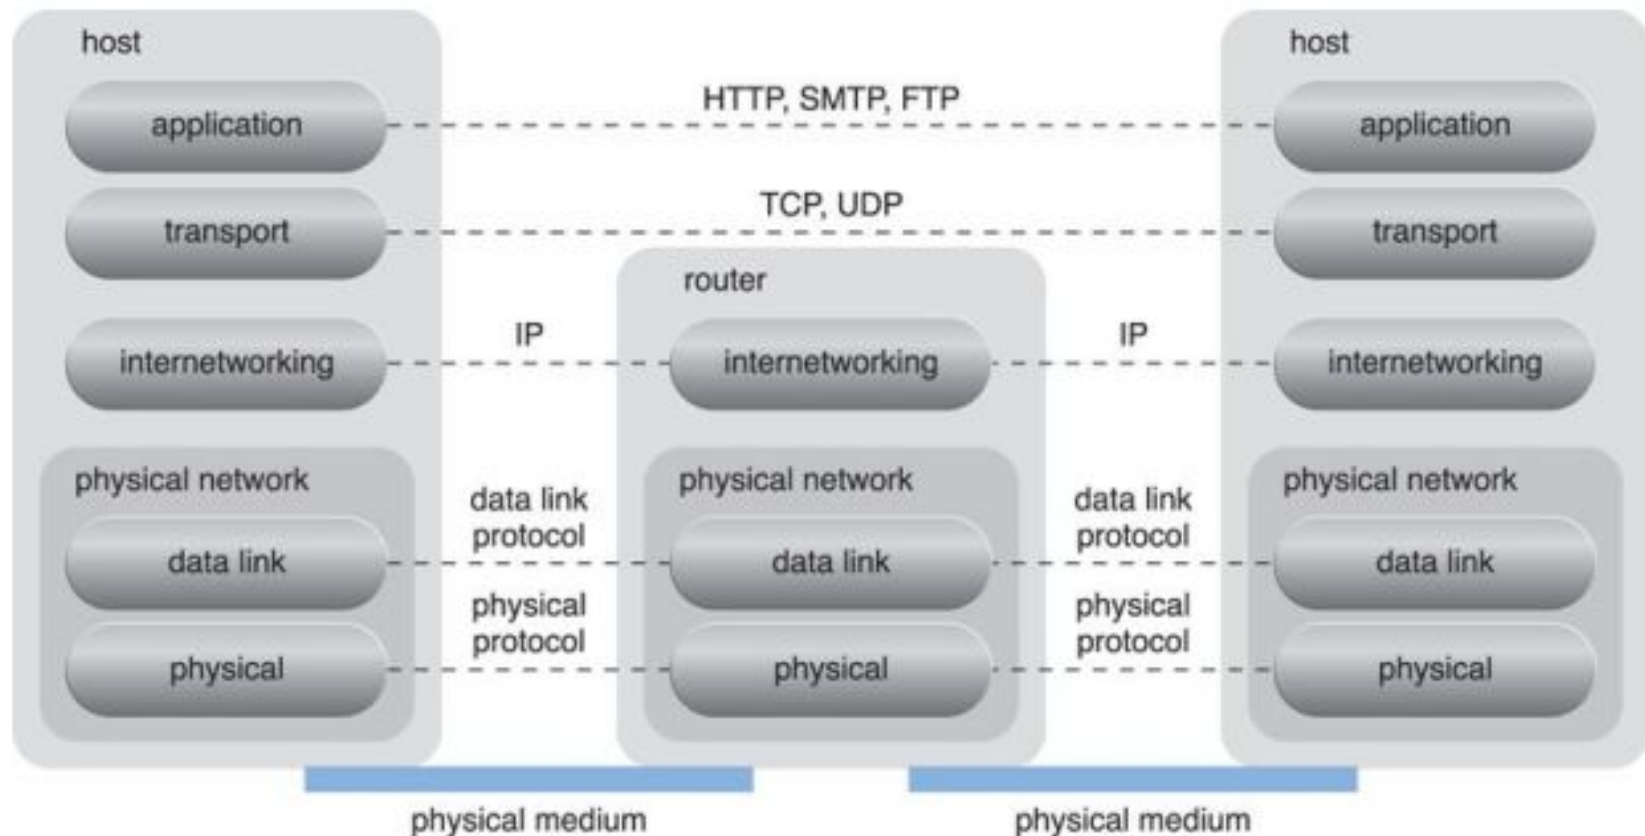 host
host
application
HTTP, SMTP, FTP
application
transport
TCP, UDP
transport
router
internetworking
IP
internetworking
IP
internetworking
physical network
data link
protocol
physical network
data link
protocol
physical network
data link
data link
data link
physical
protocol
physical
protocol
physical
physical
physical
physical medium
physical medium